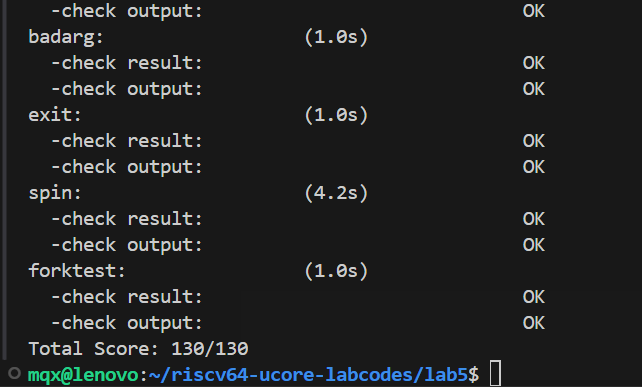 -check output: OK
badarg: (1.0s)
-check result: OK
-check output: OK
exit: (1.0s)
-check result: OK
-check output: OK
spin: (4.2s)
-check result: OK
-check output: OK
forktest: (1.0s)
-check result: OK
-check output: OK
Total Score: 130/130
mqx@lenovo:~/riscv64-ucore-labcodes/lab5$